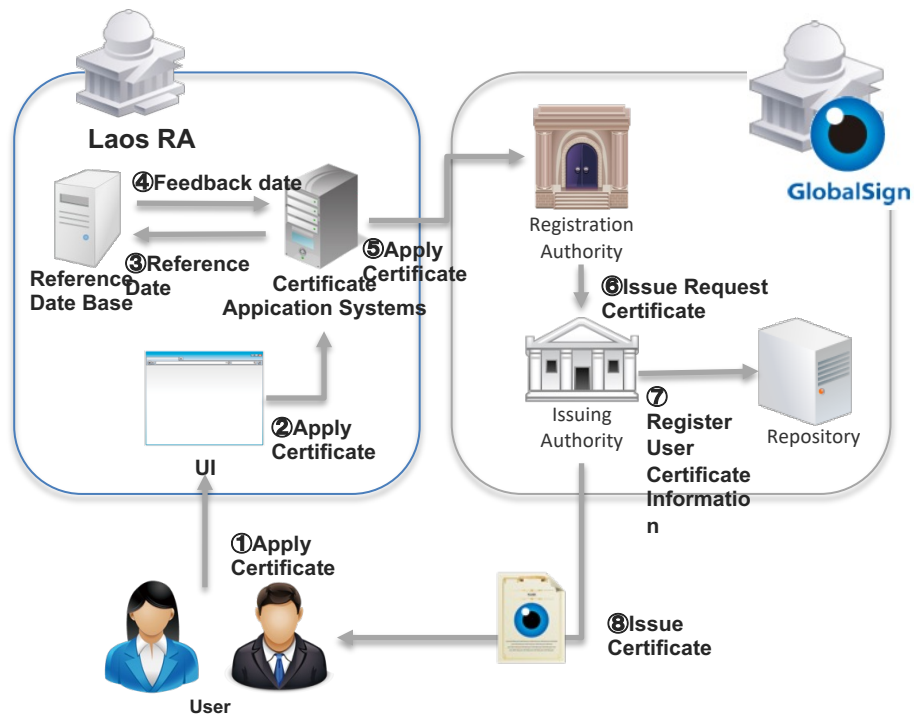 Laos RA
GlobalSign
④Feedback date
③Reference
Date
Reference
Date Base
Certificate
Appication Systems
⑤Apply
Certificate
Registration
Authority
⑥Issue Request
Certificate
Issuing
Authority
⑦
Register
User
Certificate
Informatio
n
Repository
②Apply
Certificate
UI
①Apply
Certificate
⑧Issue
Certificate
User